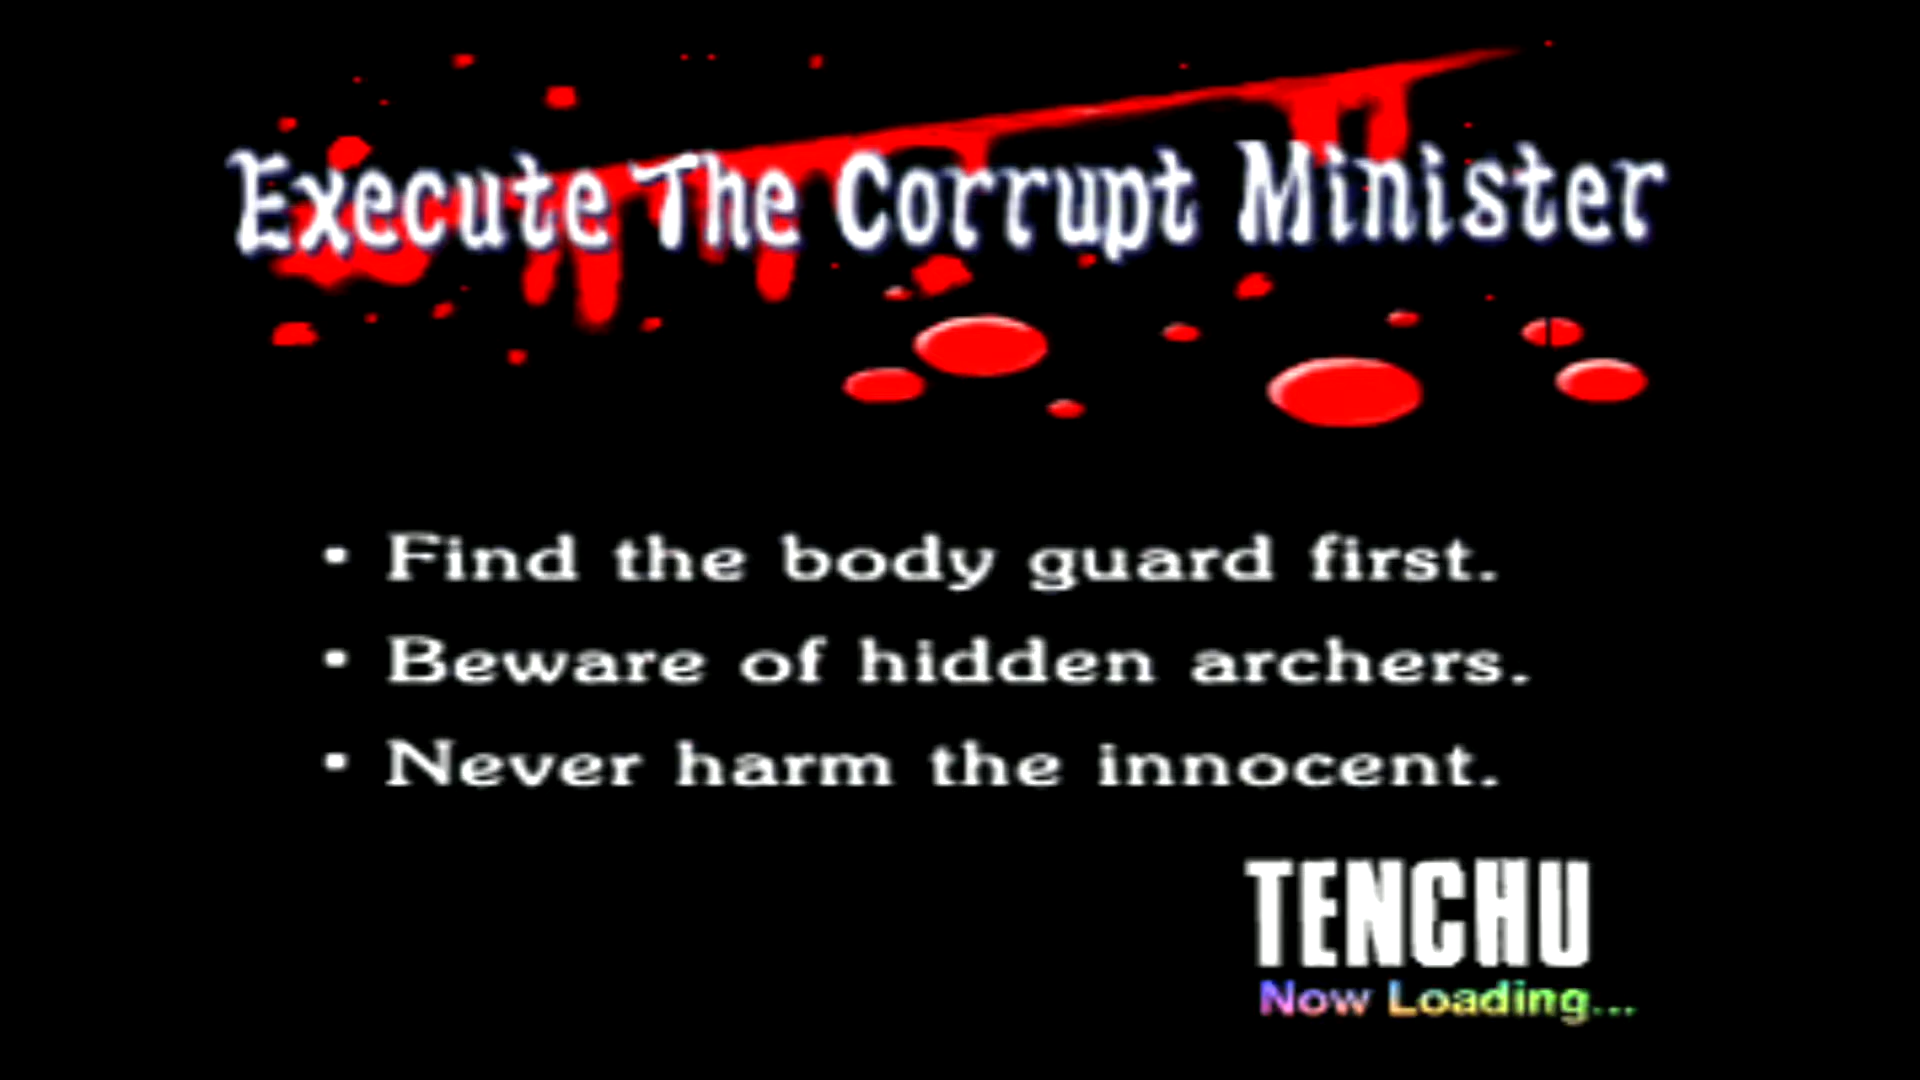 Execute The Corrupt Minister
• Find the body guard first.
• Beware of hidden archers.
• Never harm the innocent.
TENCHU
Now Loading...